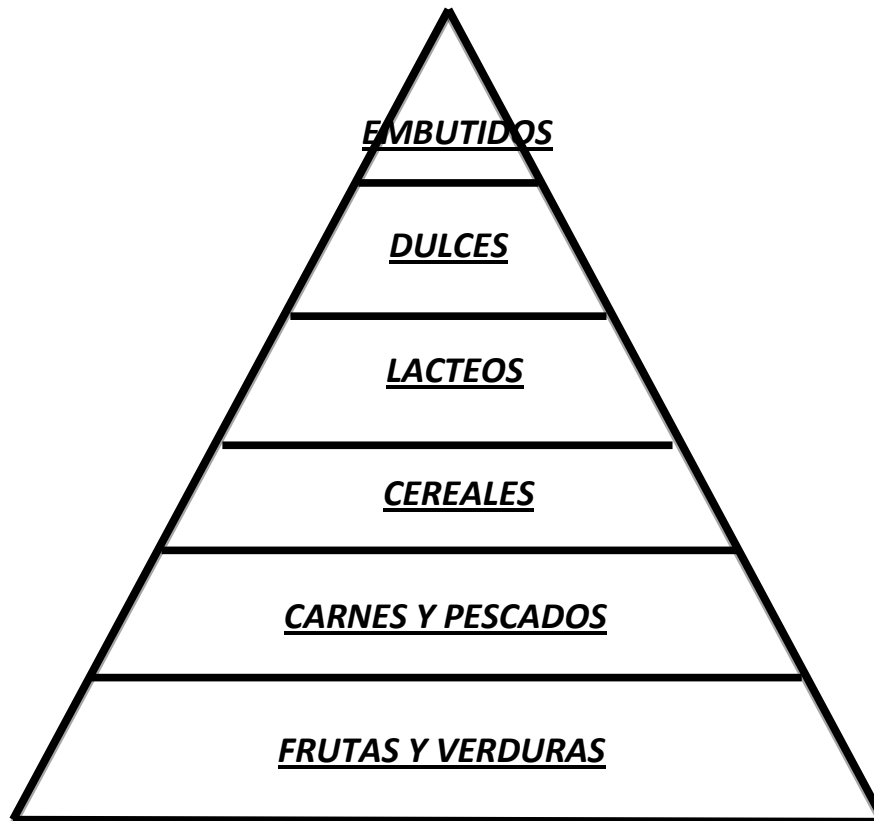 EMBUTIDOS
DULCES
LACTEOS
CEREALES
CARNES Y PESCADOS
FRUTAS Y VERDURAS